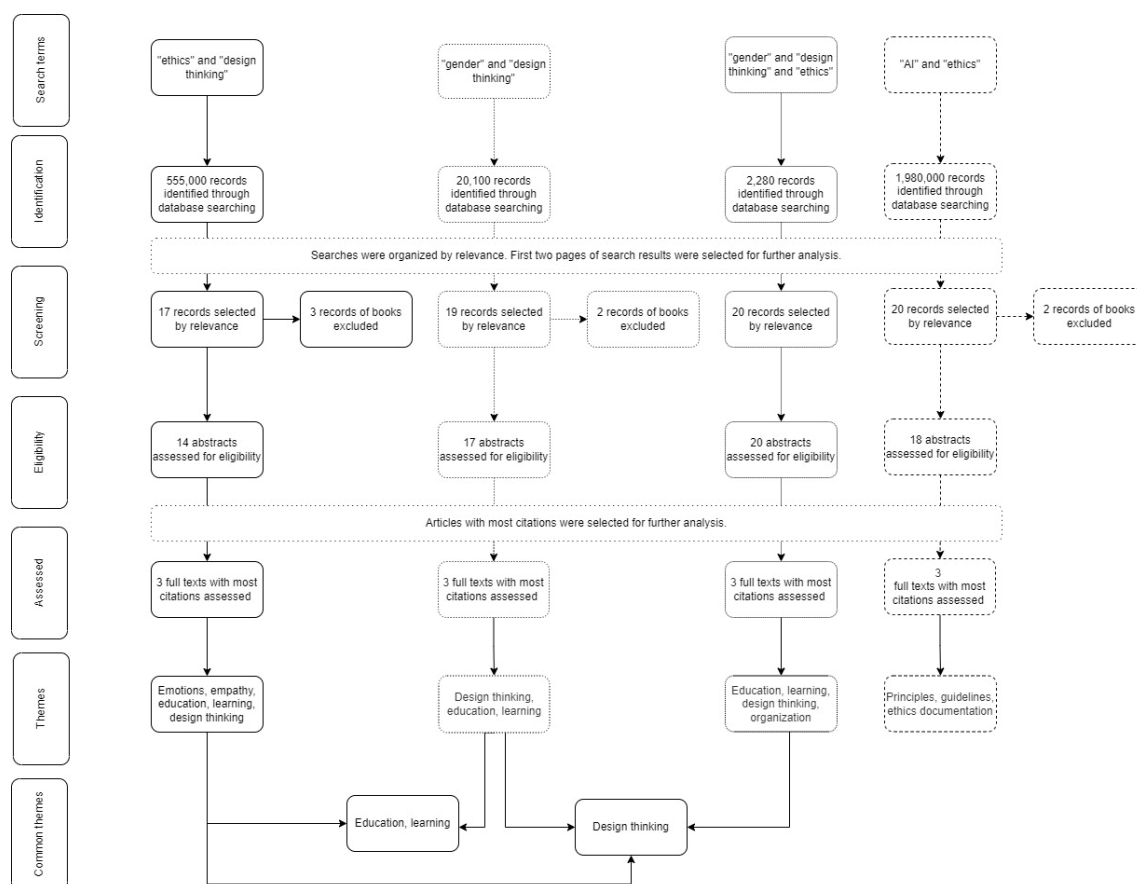 Search terms
"ethics" and "design
thinking"
"gender" and "design
thinking"
"gender" and "design
thinking" and "ethics"
"AI" and "ethics"
Identification
555,000 records
identified through
database searching
20,100 records
identified through
database searching
2,280 records
identified through
database searching
1,980,000 records
identified through
database searching
Searches were organized by relevance. First two pages of search results were selected for further analysis.
Screening
17 records selected
by relevance
3 records of books
excluded
19 records selected
by relevance
2 records of books
excluded
20 records selected
by relevance
20 records selected
by relevance
2 records of books
excluded
Eligibility
14 abstracts
assessed for eligibility
17 abstracts
assessed for eligibility
20 abstracts
assessed for eligibility
18 abstracts
assessed for eligibility
Articles with most citations were selected for further analysis.
Assessed
3 full texts with most
citations assessed
3 full texts with most
citations assessed
3 full texts with most
citations assessed
3
full texts with most
citations assessed
Themes
Emotions, empathy,
education, learning,
design thinking
Design thinking,
education, learning
Education, learning,
design thinking,
organization
Principles, guidelines,
ethics documentation
Common themes
Education, learning
Design thinking